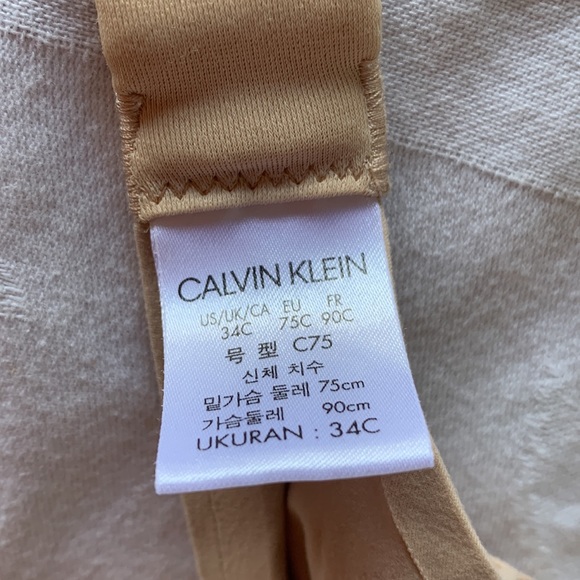 CALVIN KLEIN
US/UK/CA EU FR
34C 75C 90C
号 型 C75
신체 치수
밑가슴 둘레 75cm
가슴둘레 90cm
UKURAN : 34C